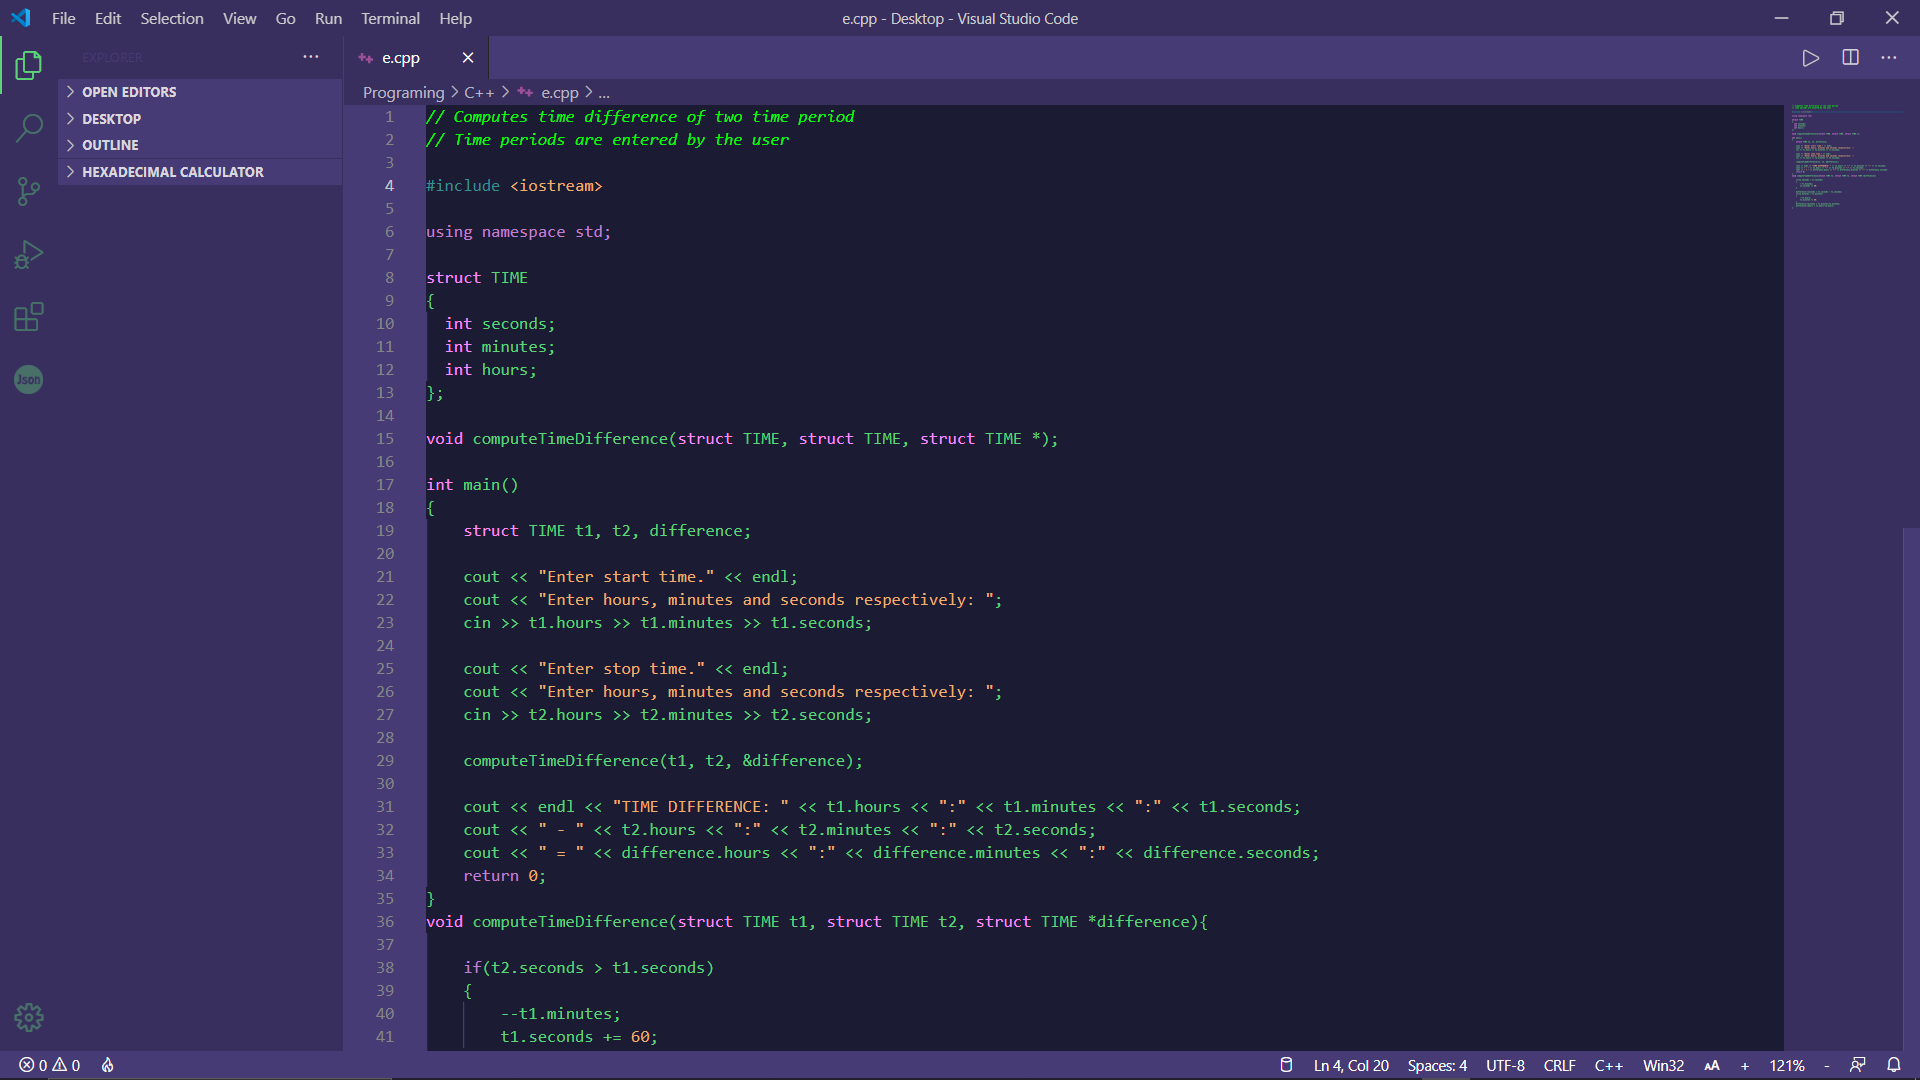 File Edit Selection View Go Run Terminal Help
e.cpp - Desktop - Visual Studio Code
EXPLORER
e.cpp
OPEN EDITORS
DESKTOP
OUTLINE
HEXADECIMAL CALCULATOR
Json
Programing > C++ > e.cpp > ...
1 // Computes time difference of two time period
2 // Time periods are entered by the user
3
4 #include <iostream>
5
6 using namespace std;
7
8 struct TIME
9 {
10 int seconds;
11 int minutes;
12 int hours;
13 };
14
15 void computeTimeDifference(struct TIME, struct TIME, struct TIME *);
16
17 int main()
18 {
19 struct TIME t1, t2, difference;
20
21 cout << "Enter start time." << endl;
22 cout << "Enter hours, minutes and seconds respectively: ";
23 cin >> t1.hours >> t1.minutes >> t1.seconds;
24
25 cout << "Enter stop time." << endl;
26 cout << "Enter hours, minutes and seconds respectively: ";
27 cin >> t2.hours >> t2.minutes >> t2.seconds;
28
29 computeTimeDifference(t1, t2, &difference);
30
31 cout << endl << "TIME DIFFERENCE: " << t1.hours << ":" << t1.minutes << ":" << t1.seconds;
32 cout << " - " << t2.hours << ":" << t2.minutes << ":" << t2.seconds;
33 cout << " = " << difference.hours << ":" << difference.minutes << ":" << difference.seconds;
34 return 0;
35 }
36 void computeTimeDifference(struct TIME t1, struct TIME t2, struct TIME *difference){
37
38 if(t2.seconds > t1.seconds)
39 {
40 --t1.minutes;
41 t1.seconds += 60;
0 0 Ln 4, Col 20 Spaces: 4 UTF-8 CRLF C++ Win32 AA + 121% -